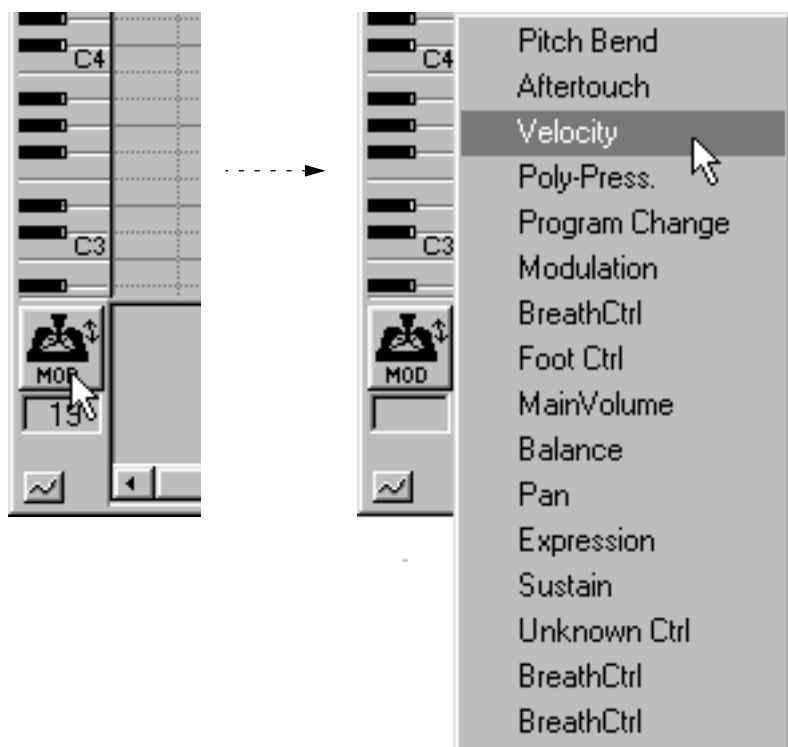 C4
C3
MOD
19
C4
C3
MOD
Pitch Bend
Aftertouch
Velocity
Poly-Press.
Program Change
Modulation
BreathCtrl
Foot Ctrl
MainVolume
Balance
Pan
Expression
Sustain
Unknown Ctrl
BreathCtrl
BreathCtrl